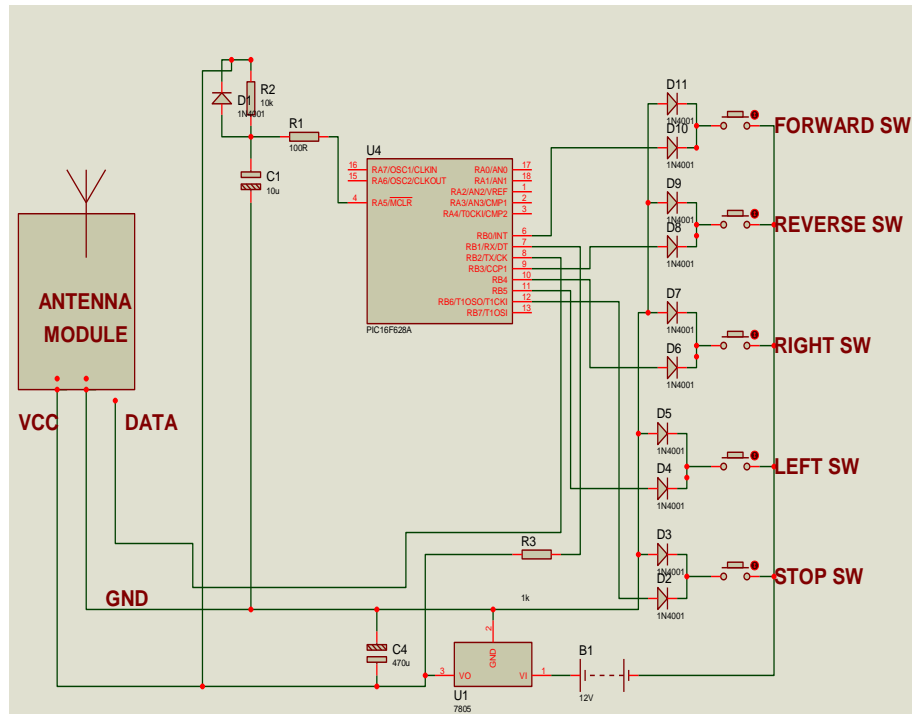 D11
1N4001
FORWARD SW
D10
1N4001
R2
10k
D1
1N4001
R1
100R
C1
10u
U4
16 RA7/OSC1/CLKIN
15 RA6/OSC2/CLKOUT
4 RA5/MCLR
RA0/AN0 17
RA1/AN1 18
RA2/AN2/VREF 1
RA3/AN3/CMP1 2
RA4/T0CKI/CMP2 3
RB0/INT 6
RB1/RX/DT 7
RB2/TX/CK 8
RB3/CCP1 9
RB4 10
RB5 11
RB6/T1OSO/T1CKI 12
RB7/T1OSI 13
PIC16F628A
D9
1N4001
REVERSE SW
D8
1N4001
ANTENNA
MODULE
D7
1N4001
RIGHT SW
D6
1N4001
VCC
DATA
D5
1N4001
LEFT SW
D4
1N4001
R3
1k
D3
1N4001
STOP SW
D2
1N4001
GND
C4
470u
2
GND
3 VO
VI 1
U1
7805
B1
12V